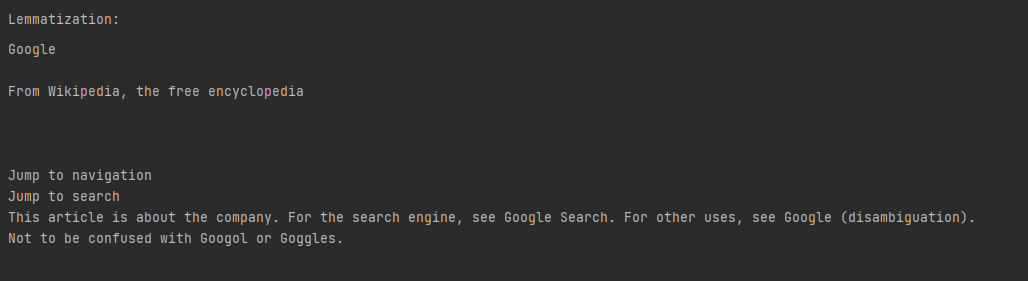 Lemmatization:
Google
From Wikipedia, the free encyclopedia
Jump to navigation
Jump to search
This article is about the company. For the search engine, see Google Search. For other uses, see Google (disambiguation).
Not to be confused with Googol or Goggles.